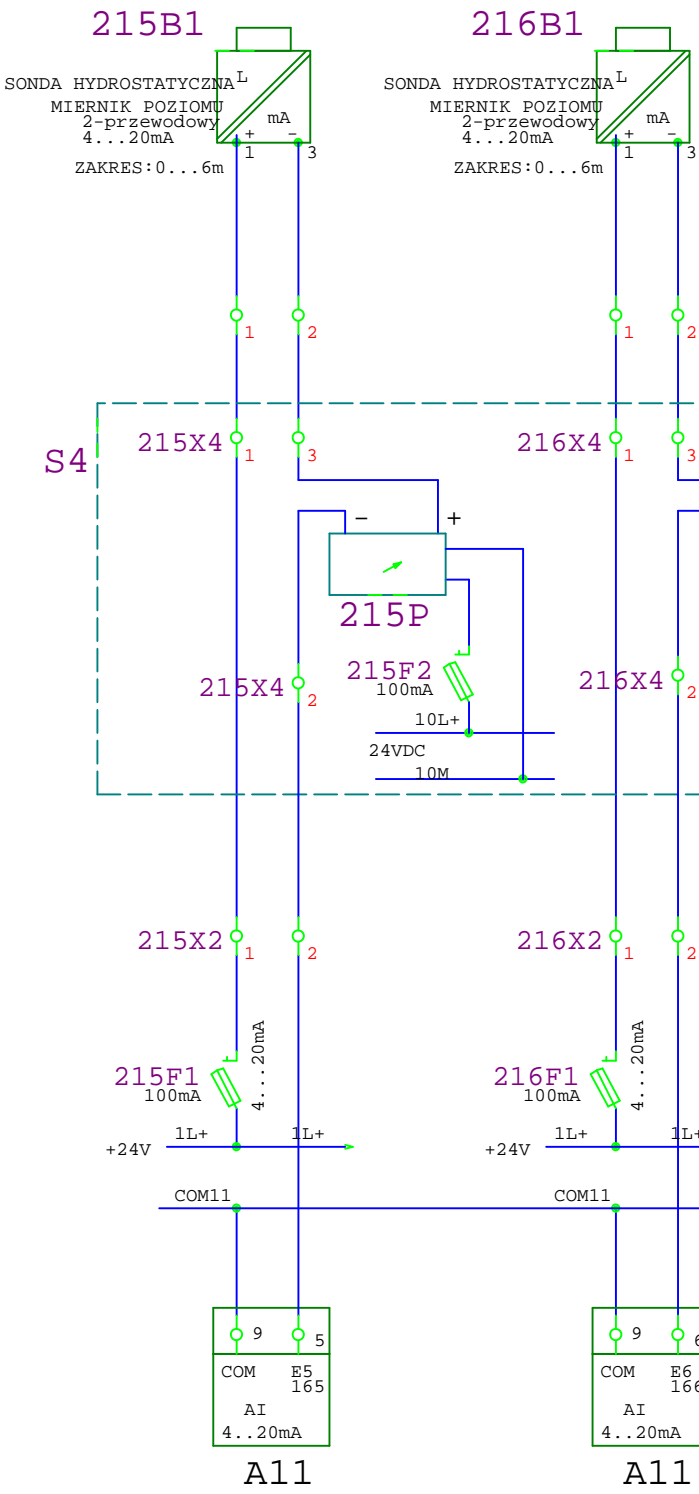 215B1
216B1
SONDA HYDROSTATYCZNA L
SONDA HYDROSTATYCZNA L
MIERNIK POZIOMU
MIERNIK POZIOMU
2-przewodowy mA
2-przewodowy mA
4...20mA + -
4...20mA + -
1 3
1 3
ZAKRES:0...6m
ZAKRES:0...6m
1 2
1 2
S4
215X4 1 3
216X4 1 3
- +
215P
215X4 2
215F2
100mA
216X4 2
10L+
24VDC
10M
215X2 1 2
216X2 1 2
215F1
100mA
4...20mA
216F1
100mA
4...20mA
+24V 1L+ 1L+
+24V 1L+ 1L+
COM11
COM11
9 5
9 6
COM E5
165
COM E6
166
AI
AI
4..20mA
4..20mA
A11
A11